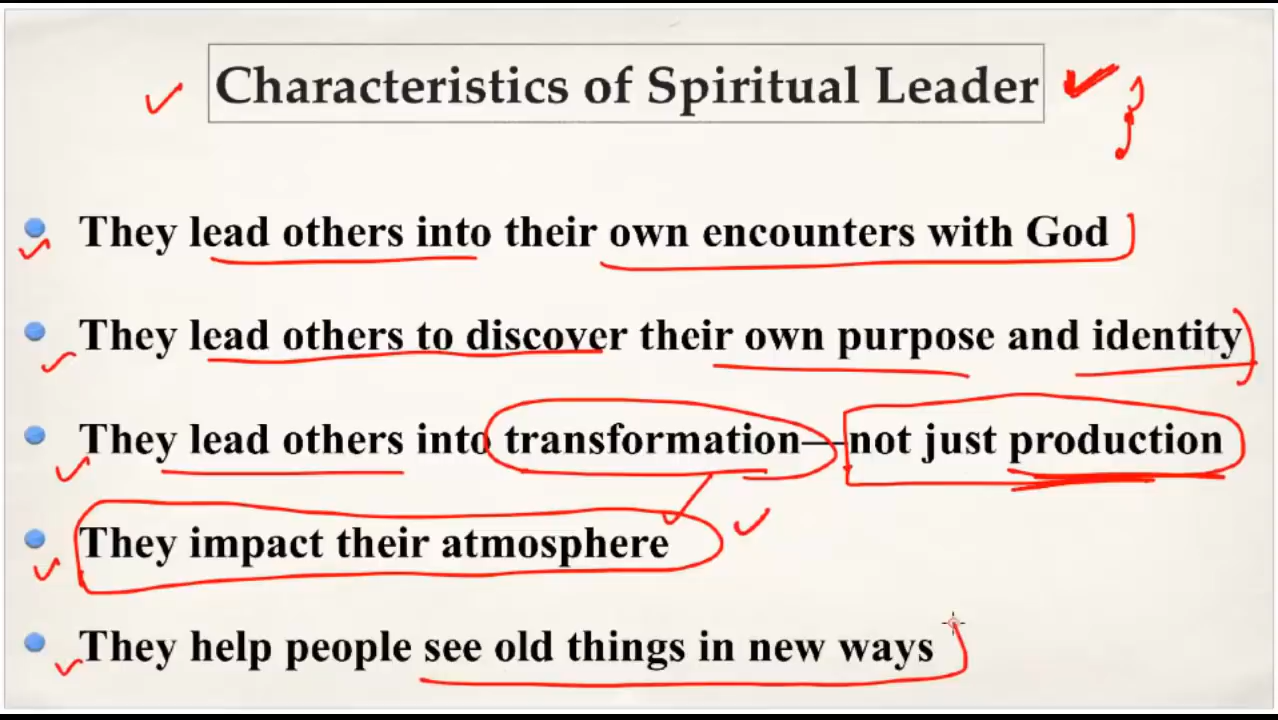 Characteristics of Spiritual Leader
They lead others into their own encounters with God
They lead others to discover their own purpose and identity
They lead others into transformation—not just production
They impact their atmosphere
They help people see old things in new ways